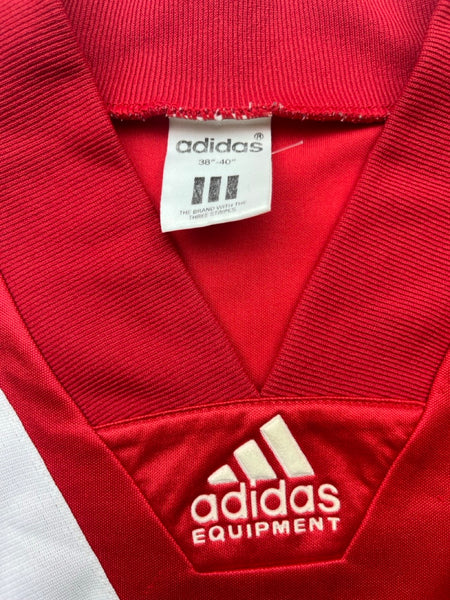 adidas®
38"-40"
THE BRAND WITH THE
THREE STRIPES
adidas
EQUIPMENT